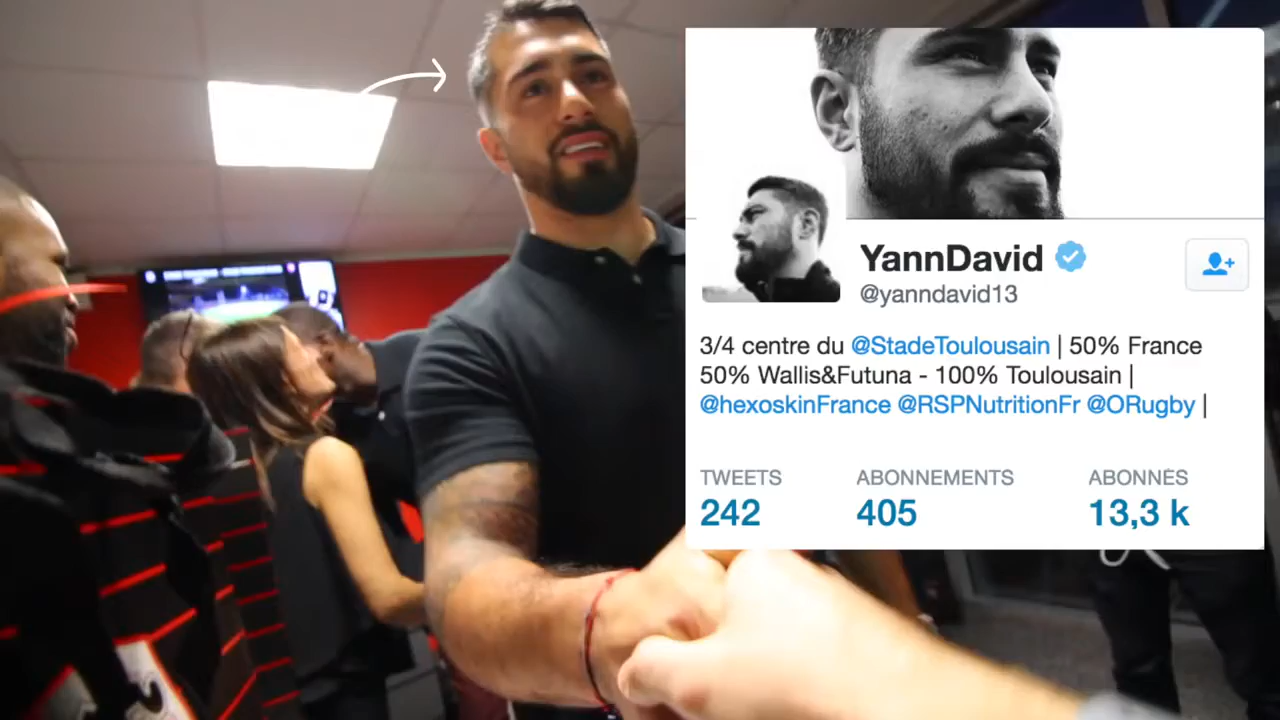 YannDavid
@yanndavid13
3/4 centre du @StadeToulousain | 50% France
50% Wallis&Futuna - 100% Toulousain |
@hexoskinFrance @RSPNutritionFr @ORugby |
TWEETS ABONNEMENTS ABONNÉS
242 405 13,3 k